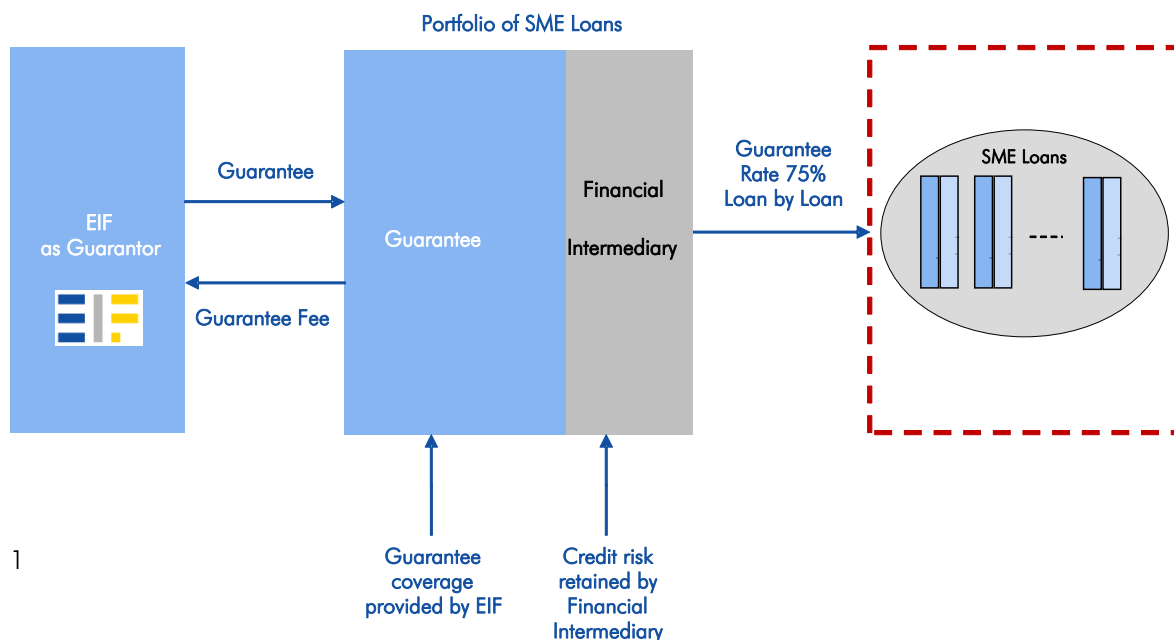 Portfolio of SME Loans
EIF
as Guarantor
Guarantee
Guarantee Fee
Guarantee
Financial
Intermediary
Guarantee
Rate 75%
Loan by Loan
SME Loans
1
Guarantee
coverage
provided by EIF
Credit risk
retained by
Financial
Intermediary